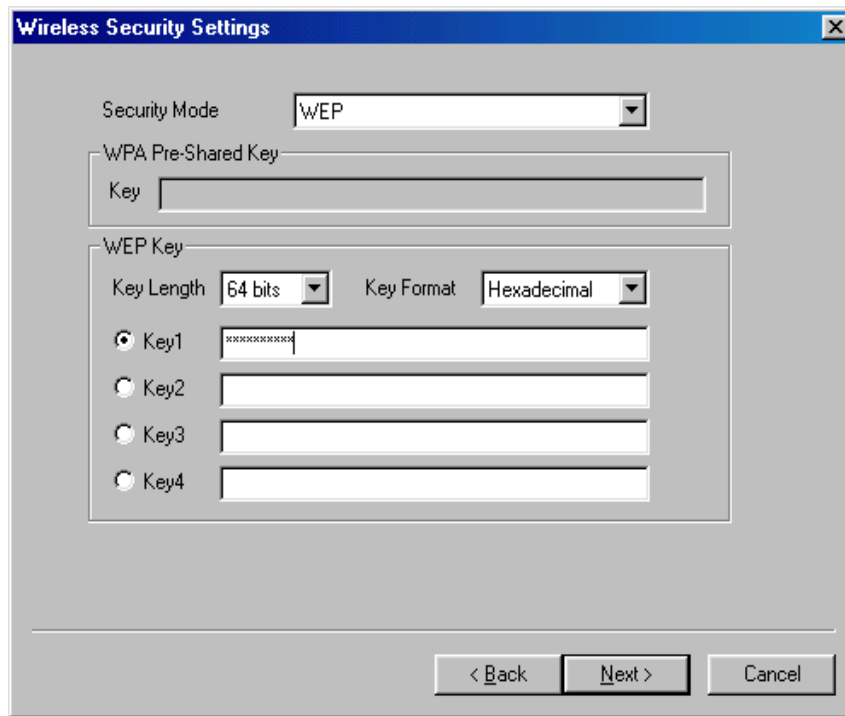 Wireless Security Settings
Security Mode WEP
WPA Pre-Shared Key
Key
WEP Key
Key Length 64 bits Key Format Hexadecimal
Key1 **********
Key2
Key3
Key4
< Back Next > Cancel